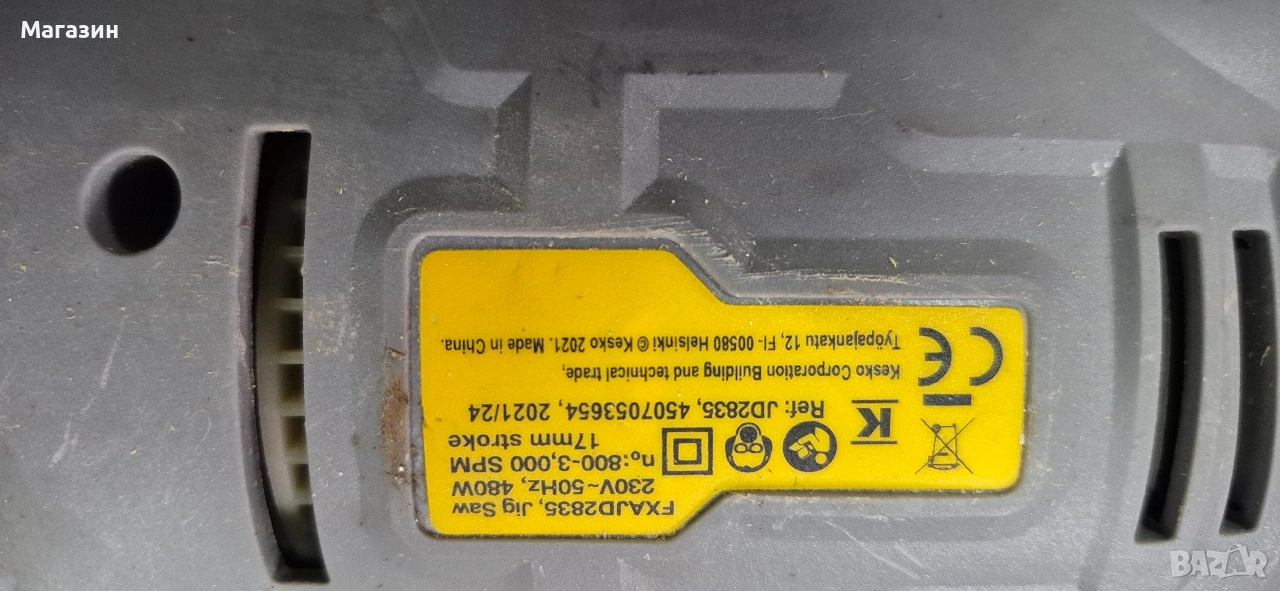 Магазин
FXAJD2835, Jig Saw
230V~50Hz, 480W
n₀:800-3,000 SPM
17mm stroke
Ref: JD2835, 4507053654, 2021/24
K
Kesko Corporation Building and technical trade,
Työpajankatu 12, FI- 00580 Helsinki © Kesko 2021. Made in China.
CE
BAZAR